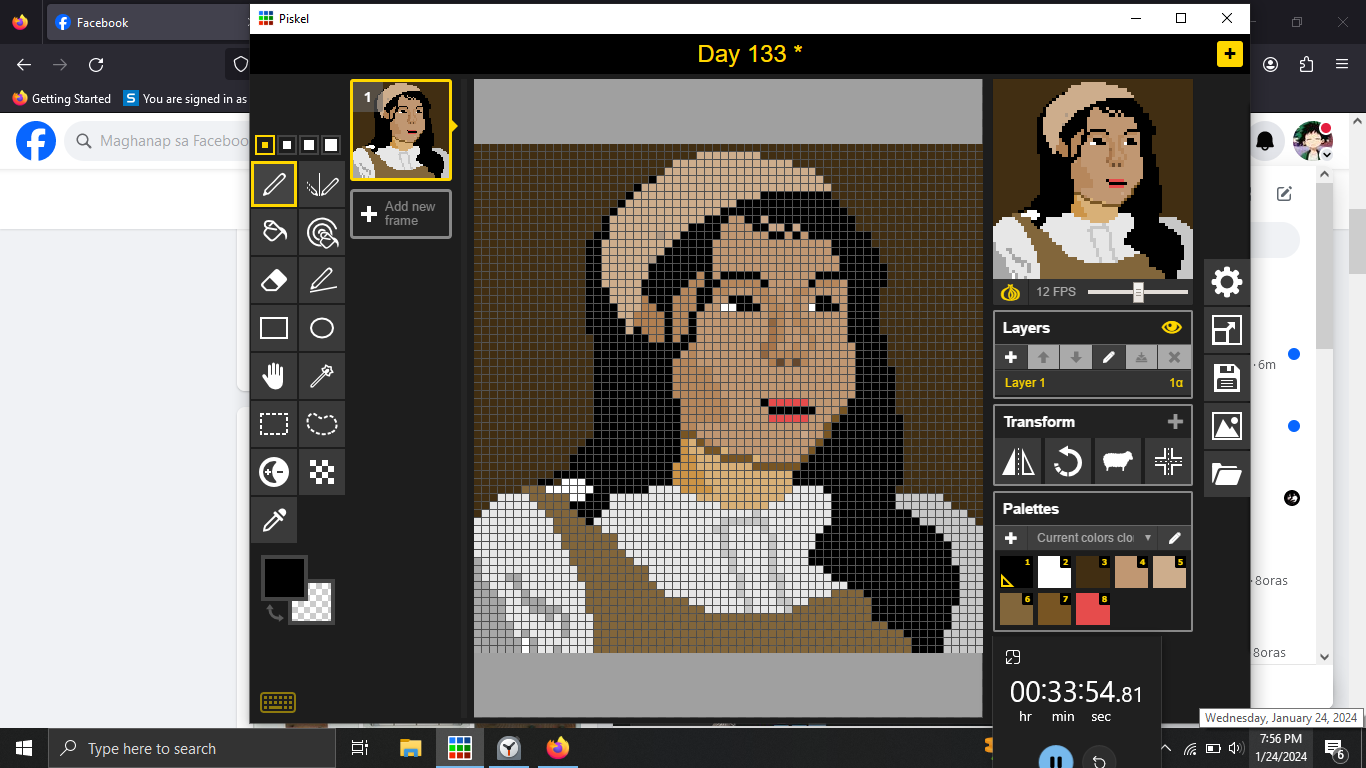 Facebook
Piskel
Day 133 *
Getting Started
You are signed in as
Maghanap sa Faceboo
1
Add new
frame
12 FPS
Layers
Layer 1
1α
Transform
Palettes
Current colors clo
1
2
3
4
5
6
7
8
· 6m
· 8oras
8oras
00:33:54.81
hr
min
sec
Wednesday, January 24, 2024
Type here to search
7:56 PM
1/24/2024
6